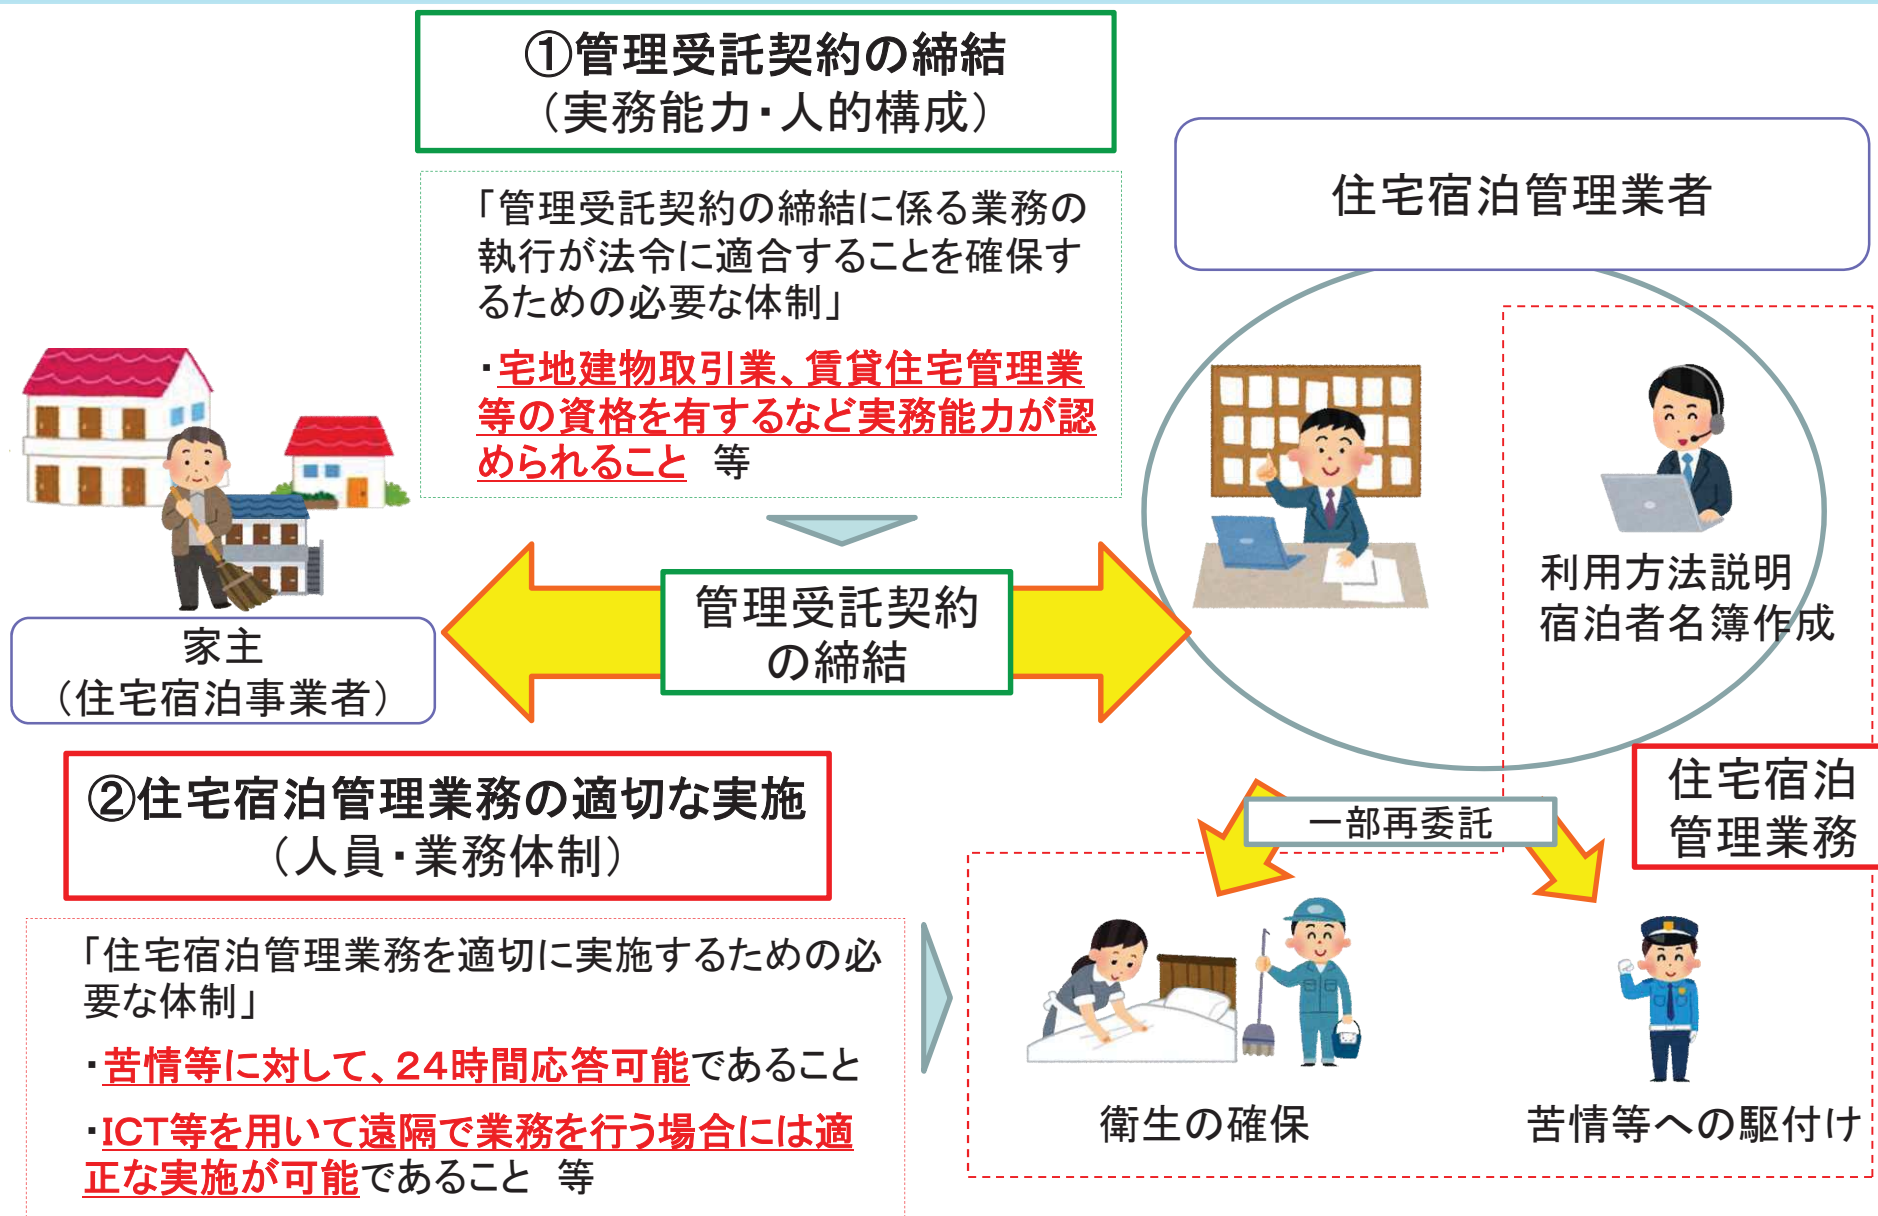 ①管理受託契約の締結
（実務能力・人的構成）
「管理受託契約の締結に係る業務の
執行が法令に適合することを確保す
るための必要な体制」
・宅地建物取引業、賃貸住宅管理業
等の資格を有するなど実務能力が認
められること　等
住宅宿泊管理業者
利用方法説明
宿泊者名簿作成
管理受託契約
の締結
家主
（住宅宿泊事業者）
②住宅宿泊管理業務の適切な実施
（人員・業務体制）
一部再委託
住宅宿泊
管理業務
「住宅宿泊管理業務を適切に実施するための必
要な体制」
・苦情等に対して、24時間応答可能であること
・ICT等を用いて遠隔で業務を行う場合には適
正な実施が可能であること　等
衛生の確保
苦情等への駆付け